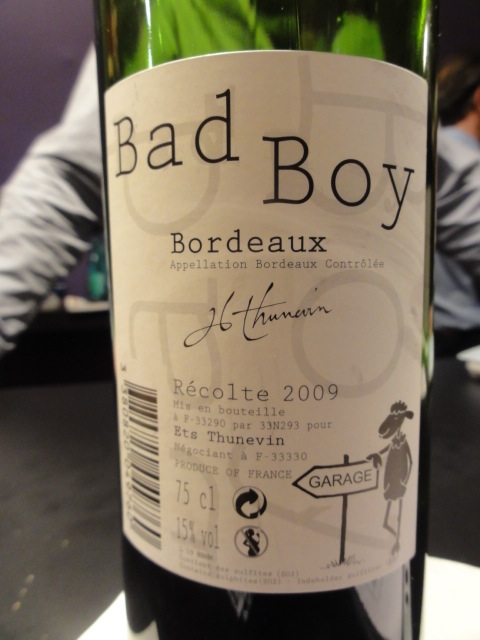 Bad Boy
Bordeaux
Appellation Bordeaux Contrôlée
JL Thunevin
Récolte 2009
Mis en bouteille
à F-33290 par 33N293 pour
Ets Thunevin
Négociant à F-33330
PRODUCE OF FRANCE
GARAGE
75 cl
15% vol